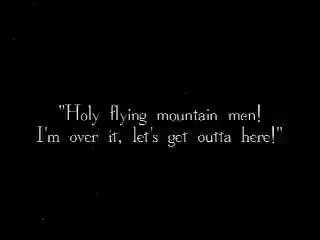 "Holy flying mountain men!
I'm over it, let's get outta here!"